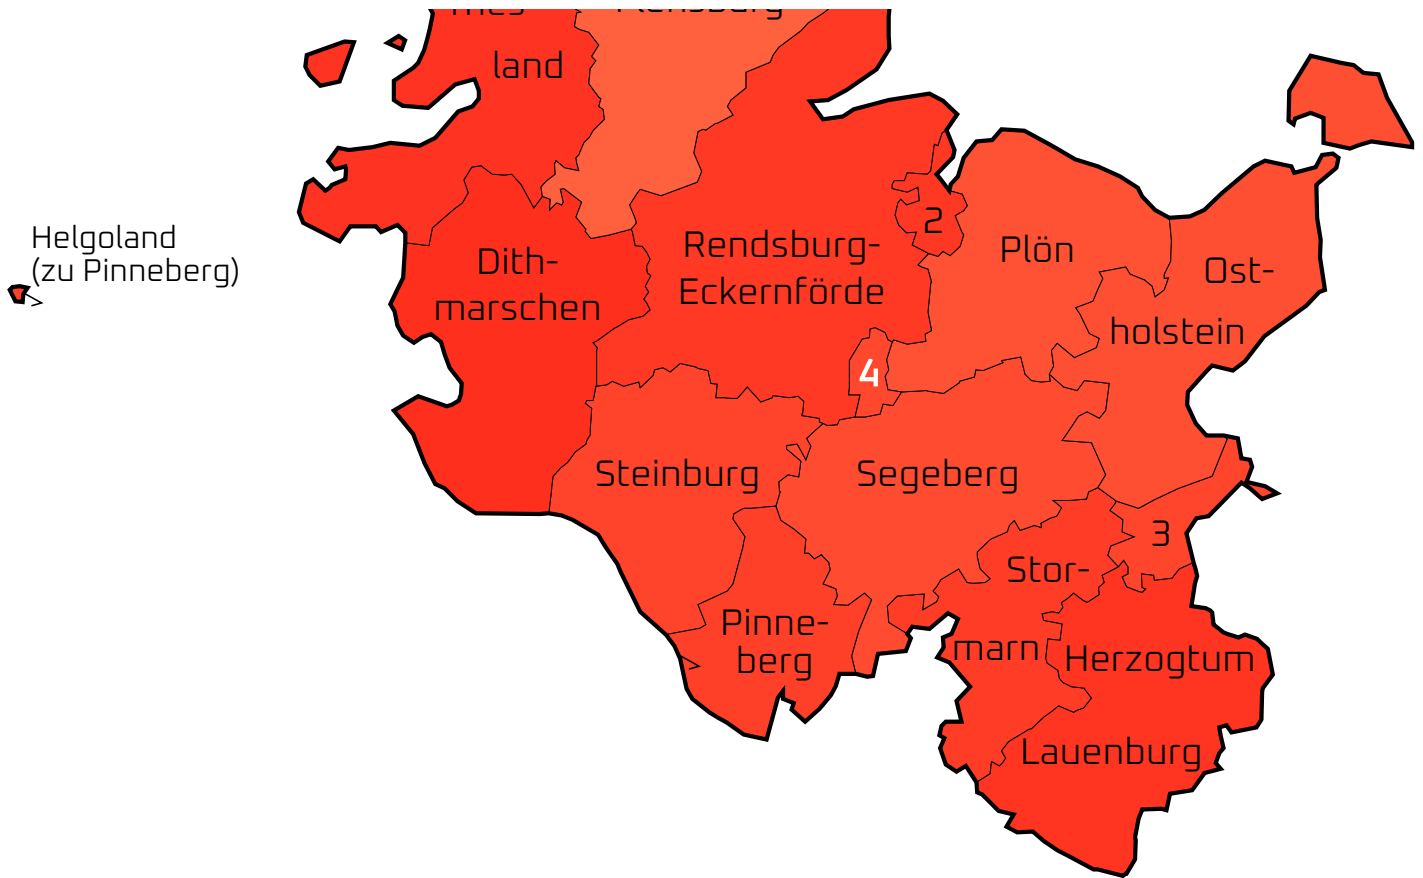 land
Helgoland
(zu Pinneberg)
Dith-
marschen
Rendsburg-
Eckernförde
2
Plön
Ost-
holstein
4
Steinburg
Segeberg
3
Stor-
marn
Pinne-
berg
Herzogtum
Lauenburg